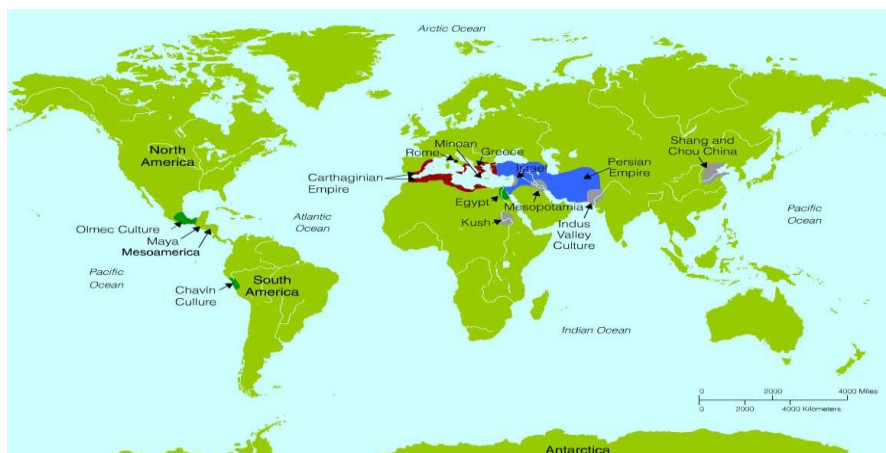 Arctic Ocean
North
America
Minoan
Rome
Greece
Israel
Shang and
Chou China
Persian
Empire
Carthaginian
Empire
Egypt
Mesopotamia
Kush
Indus
Valley
Culture
Atlantic
Ocean
Pacific
Ocean
Olmec Culture
Maya
Mesoamerica
Pacific
Ocean
Chavín
Cullure
South
America
Indian Ocean
0 2000 4000 Miles
0 2000 4000 Kilometers
Antarctica